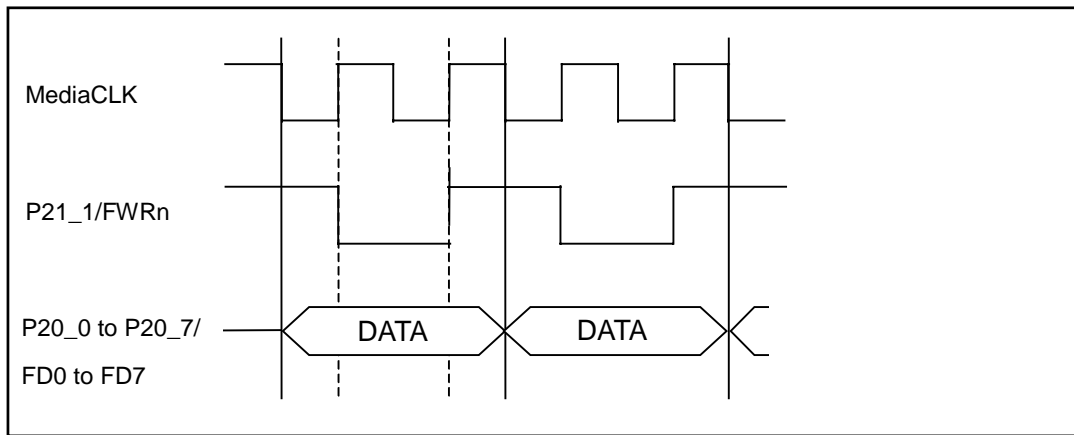 MediaCLK
P21_1/FWRn
P20_0 to P20_7/
DATA
DATA
FD0 to FD7